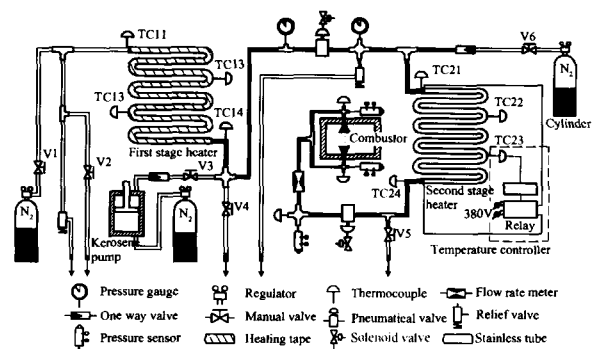 TC11
V6
TC13
TC21
N2
TC13
TC14
TC22
Cylinder
Combustor
TC23
V1
V2
First stage heater
V3
TC24
Second stage
heater
N2
N2
V4
380V
Relay
Kerosene
pump
V5
Temperature controller
Pressure gauge
Regulator
Thermocouple
Flow rate meter
One way valve
Manual valve
Pneumatical valve
Relief valve
Pressure sensor
Heating tape
Solenoid valve
Stainless tube